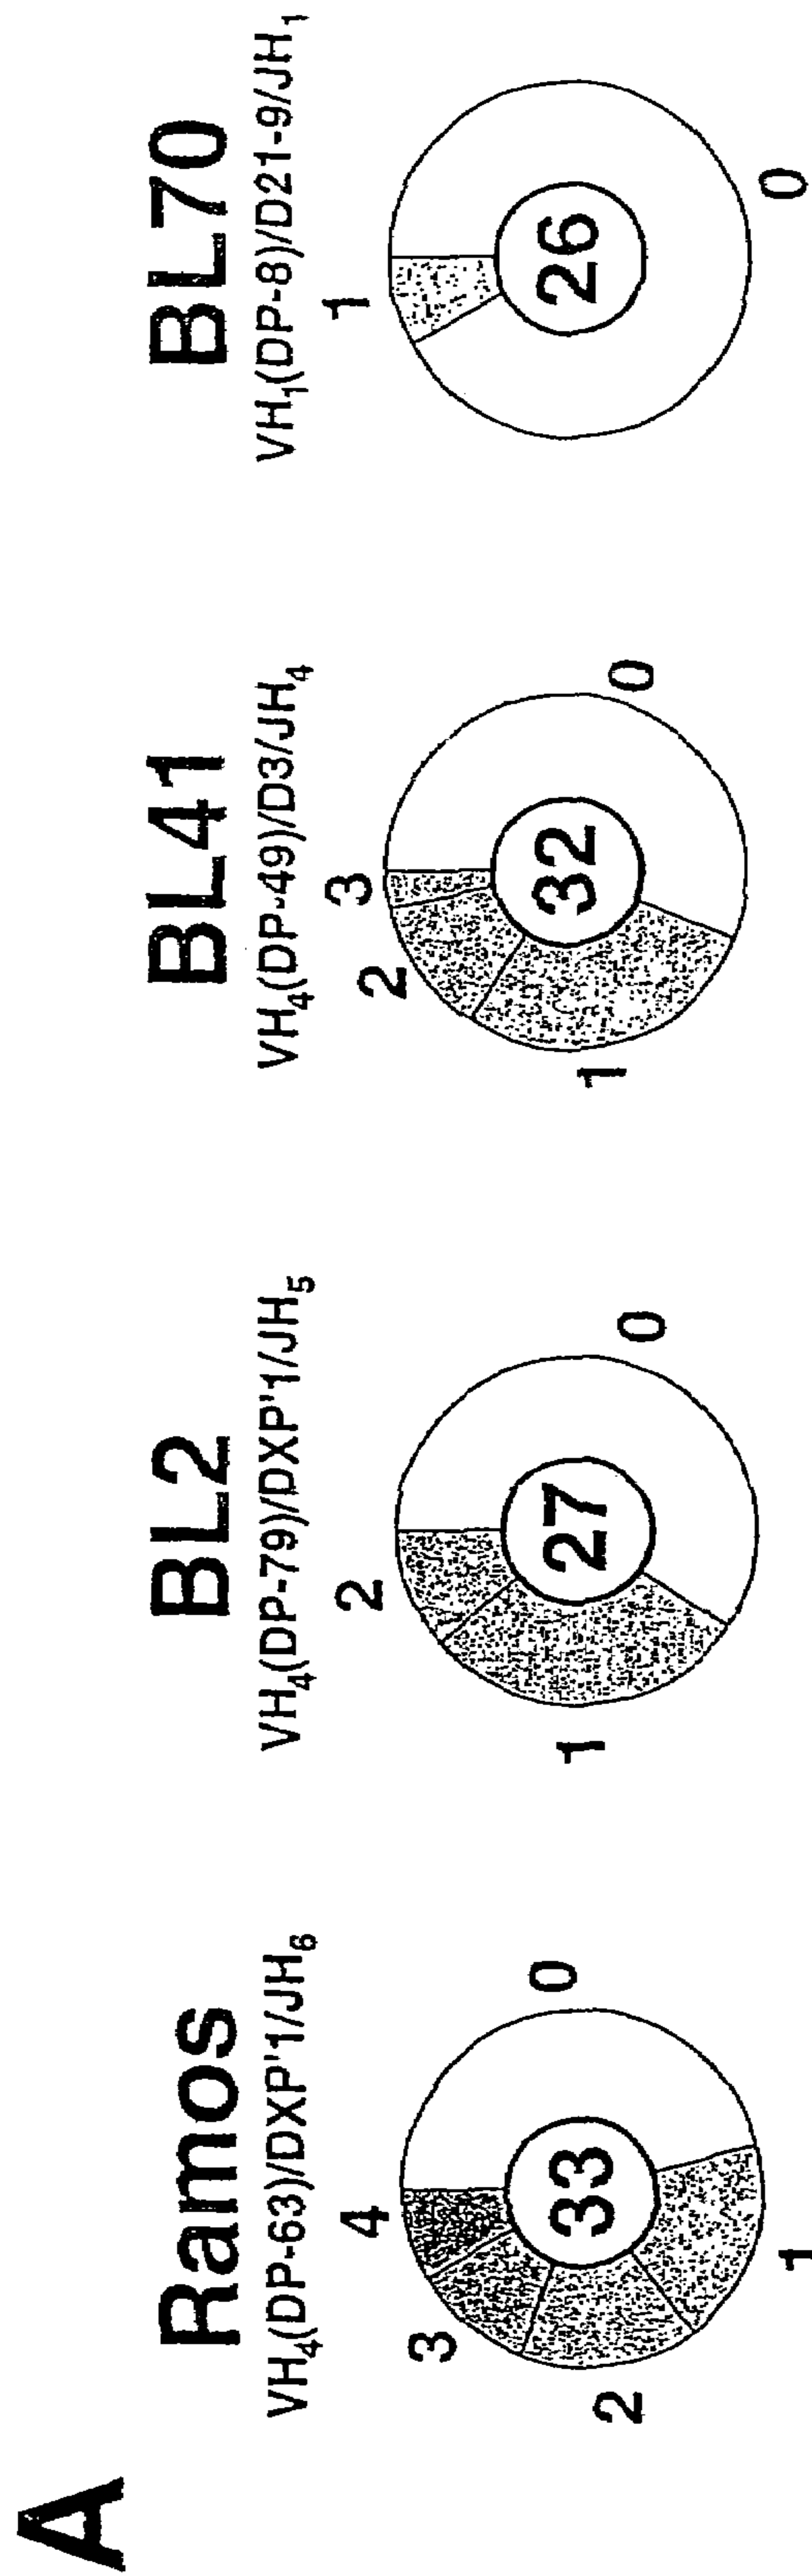 A
Ramos
VH4(DP-63)/DXP'1/JH6
0
1
2
3
4
33
BL2
VH4(DP-79)/DXP'1/JH5
0
1
2
27
BL41
VH4(DP-49)/D3/JH4
0
1
2
3
32
BL70
VH1(DP-8)/D21-9/JH1
0
1
26